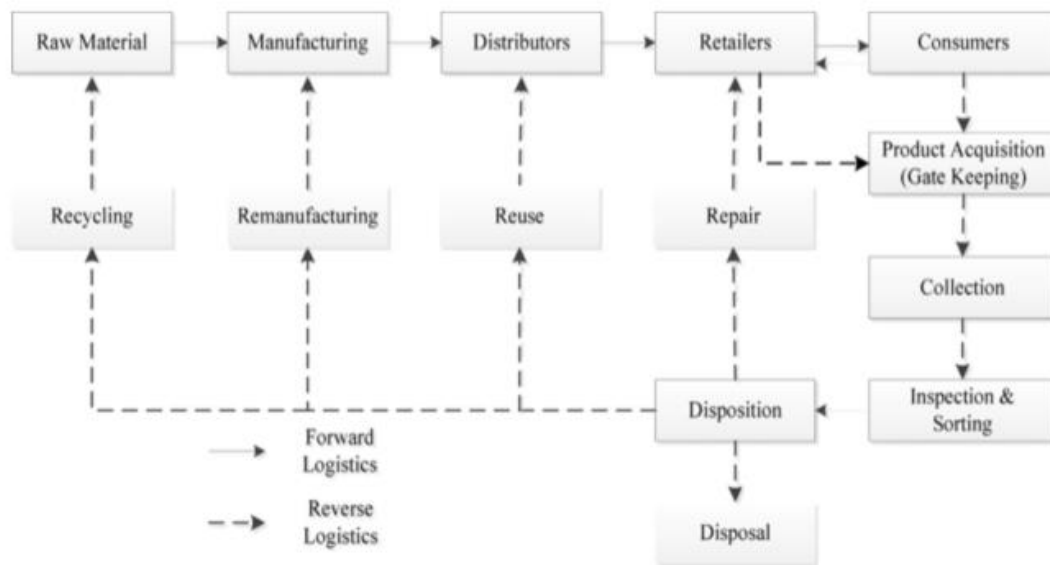 Raw Material
Manufacturing
Distributors
Retailers
Consumers
Product Acquisition
(Gate Keeping)
Recycling
Remanufacturing
Reuse
Repair
Collection
Disposition
Inspection &
Sorting
Forward
Logistics
Reverse
Logistics
Disposal